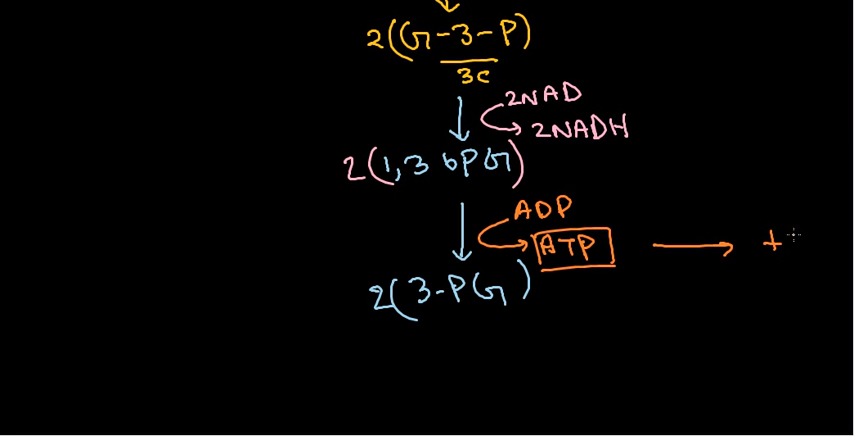 2(G-3-P)
3C
2NAD
2NADH
2(1,3 bPG)
ADP
ATP
+
2(3-PG)